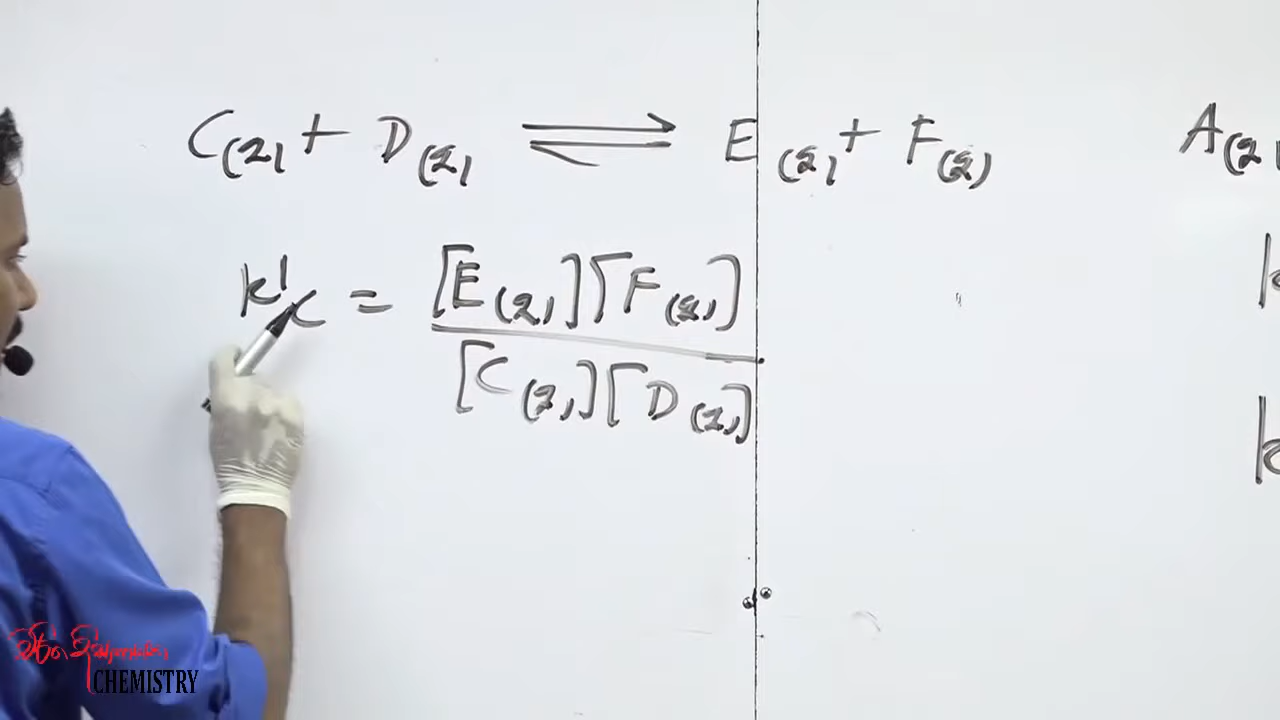 C(g) + D(g) ⇌ E(g) + F(g) A(g
k'c = [E(g)][F(g)] k
[C(g)][D(g)]
k
CHEMISTRY